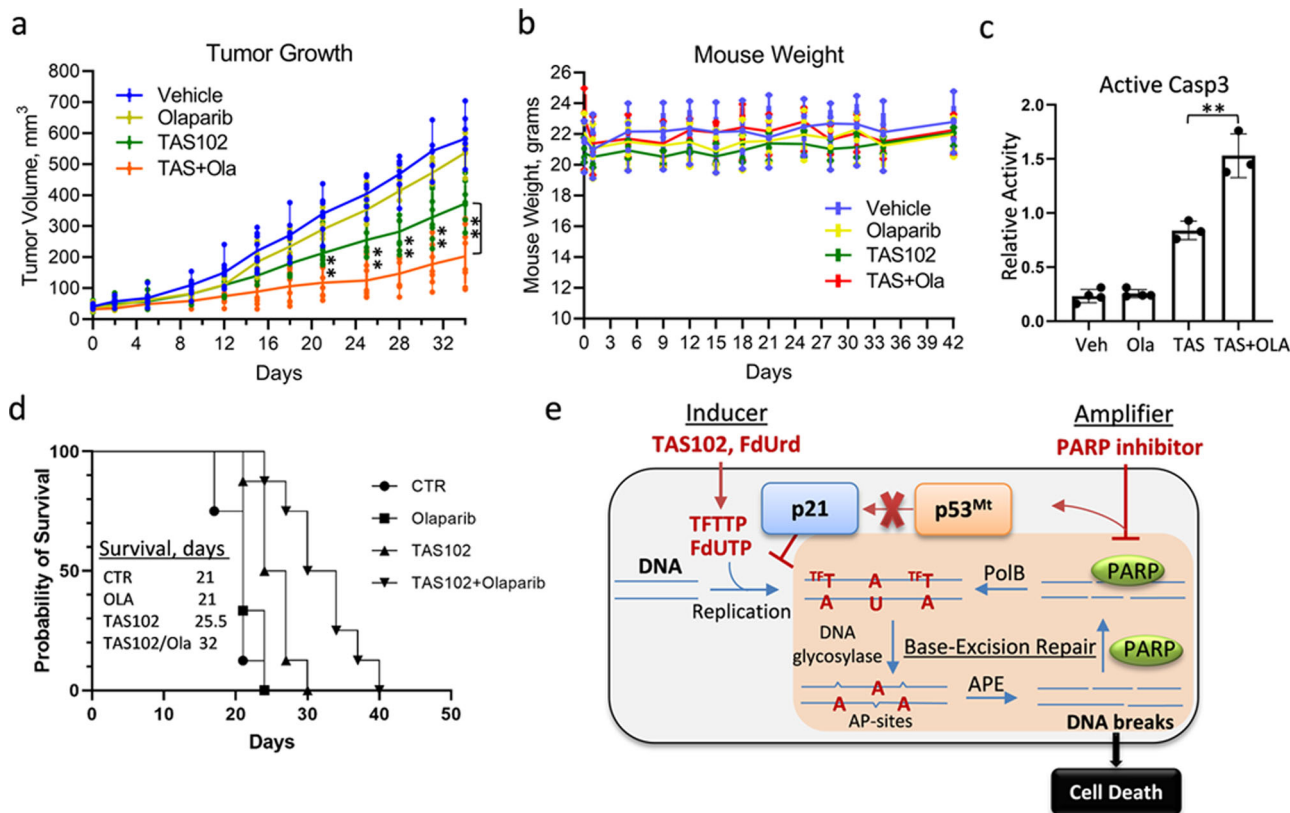 a
Tumor Growth
Tumor Volume, mm3
800
700
600
500
400
300
200
100
0
Vehicle
Olaparib
TAS102
TAS+Ola
**
**
**
**
**
0 4 8 12 16 20 24 28 32
Days
b
Mouse Weight
Mouse Weight, grams
26
24
22
20
18
16
14
12
10
Vehicle
Olaparib
TAS102
TAS+Ola
0 3 6 9 12 15 18 21 24 27 30 33 36 39 42
Days
c
Active Casp3
**
Relative Activity
2.0
1.5
1.0
0.5
0.0
Veh Ola TAS TAS+OLA
d
Probability of Survival
100
50
0
CTR
Olaparib
TAS102
TAS102+Olaparib
Survival, days
CTR 21
OLA 21
TAS102 25.5
TAS102/Ola 32
0 10 20 30 40 50
Days
e
Inducer
TAS102, FdUrd
Amplifier
PARP inhibitor
p21
p53Mt
TFTTP
FdUTP
DNA
Replication
TFT A TFT
A U A
PolB
PARP
DNA
glycosylase
Base-Excision Repair
PARP
A A A
AP-sites
APE
DNA breaks
Cell Death